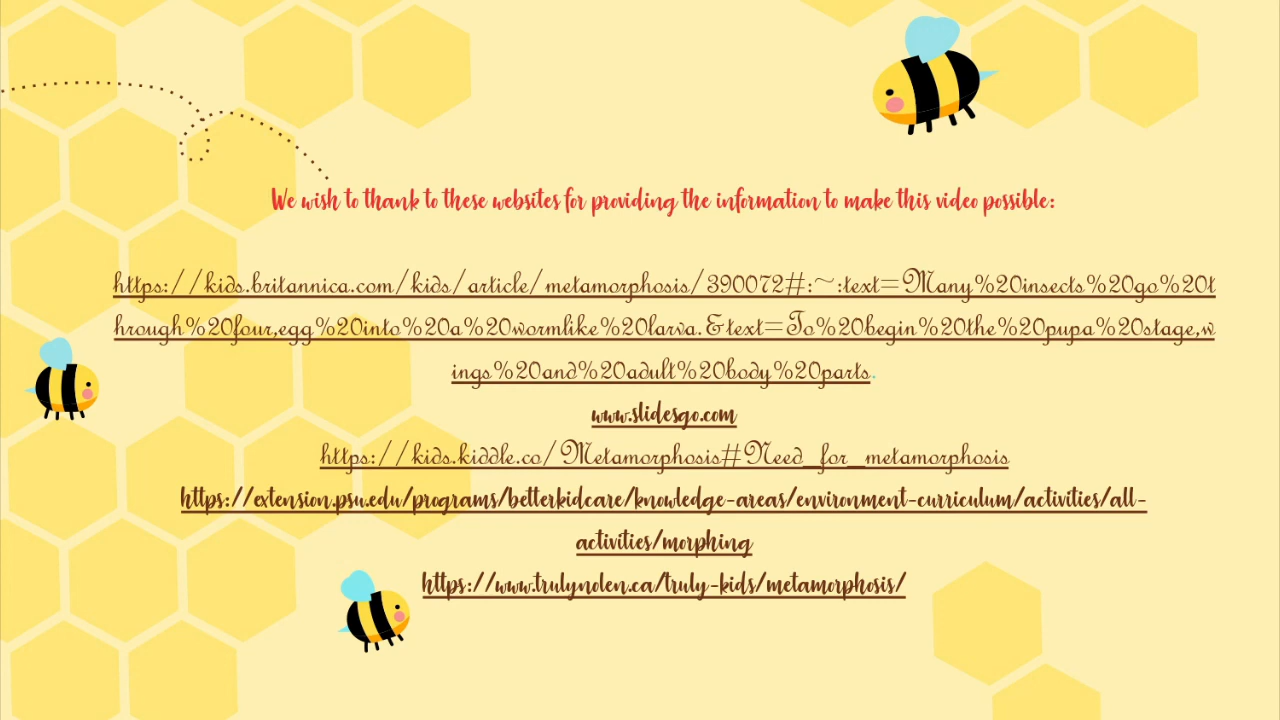 We wish to thank to these websites for providing the information to make this video possible:
https://kids.britannica.com/kids/article/metamorphosis/390072#:~:text=Many%20insects%20go%20t
hrough%20four,egg%20into%20a%20wormlike%20larva.&text=To%20begin%20the%20pupa%20stage,w
ings%20and%20adult%20body%20parts.
www.slidesgo.com
https://kids.kiddle.co/Metamorphosis#Need_for_metamorphosis
https://extension.psu.edu/programs/betterkidcare/knowledge-areas/environment-curriculum/activities/all-
activities/morphing
https://www.trulynolen.ca/truly-kids/metamorphosis/